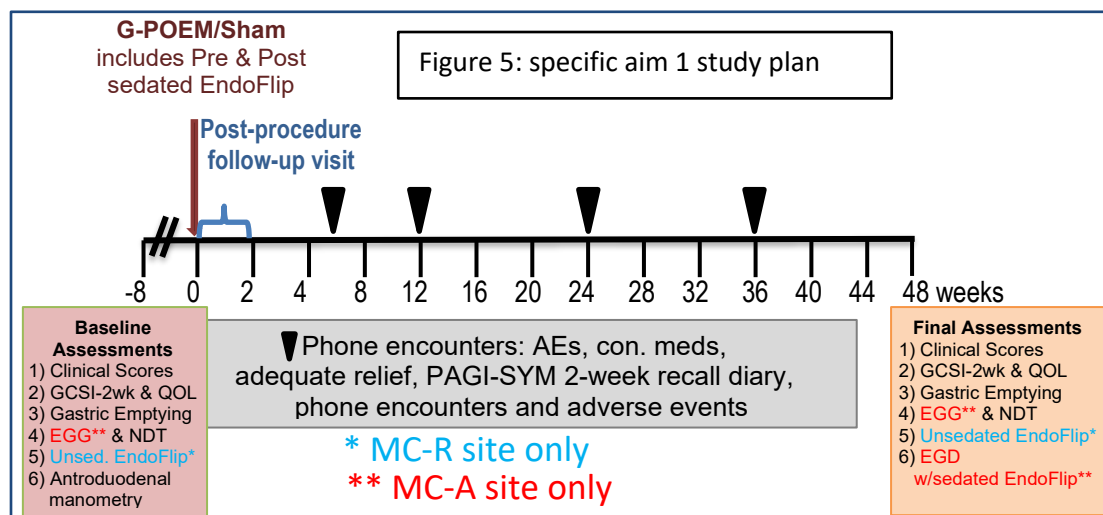 G-POEM/Sham
includes Pre & Post
sedated EndoFlip
Figure 5: specific aim 1 study plan
Post-procedure
follow-up visit
-8 0 2 4 6 8 12 16 20 24 28 32 36 40 44 48 weeks
Baseline
Assessments
1) Clinical Scores
2) GCSI-2wk & QOL
3) Gastric Emptying
4) EGG** & NDT
5) Unsed. EndoFlip*
6) Antroduodenal
manometry
Phone encounters: AEs, con. meds,
adequate relief, PAGI-SYM 2-week recall diary,
phone encounters and adverse events
* MC-R site only
** MC-A site only
Final Assessments
1) Clinical Scores
2) GCSI-2wk & QOL
3) Gastric Emptying
4) EGG** & NDT
5) Unsedated EndoFlip*
6) EGD
w/sedated EndoFlip**